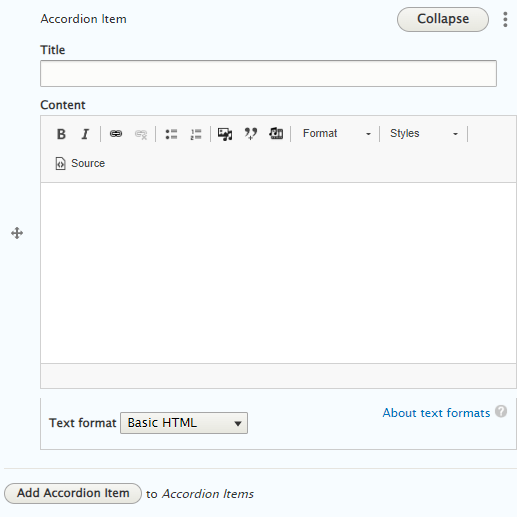 Accordion Item Collapse
Title
Content
B I Format Styles
Source
Text format Basic HTML About text formats ?
Add Accordion Item to Accordion Items